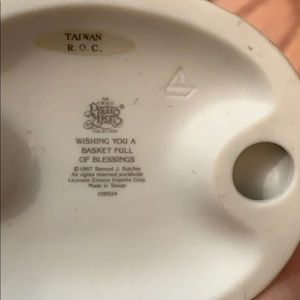 TAIWAN
R.O.C.
THE
Precious
Moments
COLLECTION
WISHING YOU A
BASKET FULL
OF BLESSINGS
©1987 Samuel J. Butcher
All rights reserved, worldwide
Licensee Enesco Imports Corp.
Made in Taiwan
109924